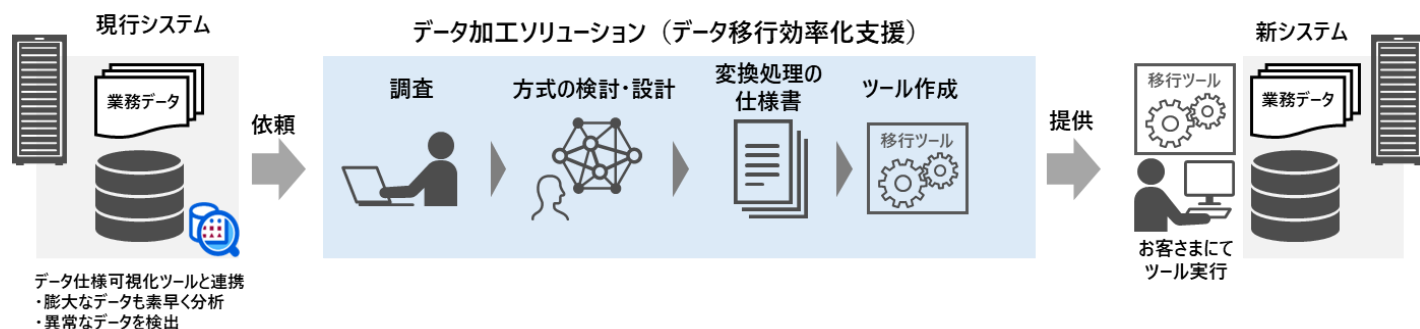 現行システム
業務データ
データ仕様可視化ツールと連携
・膨大なデータも素早く分析
・異常なデータを検出
依頼
データ加工ソリューション（データ移行効率化支援）
調査
方式の検討・設計
変換処理の
仕様書
ツール作成
移行ツール
提供
新システム
移行ツール
業務データ
お客さまにて
ツール実行